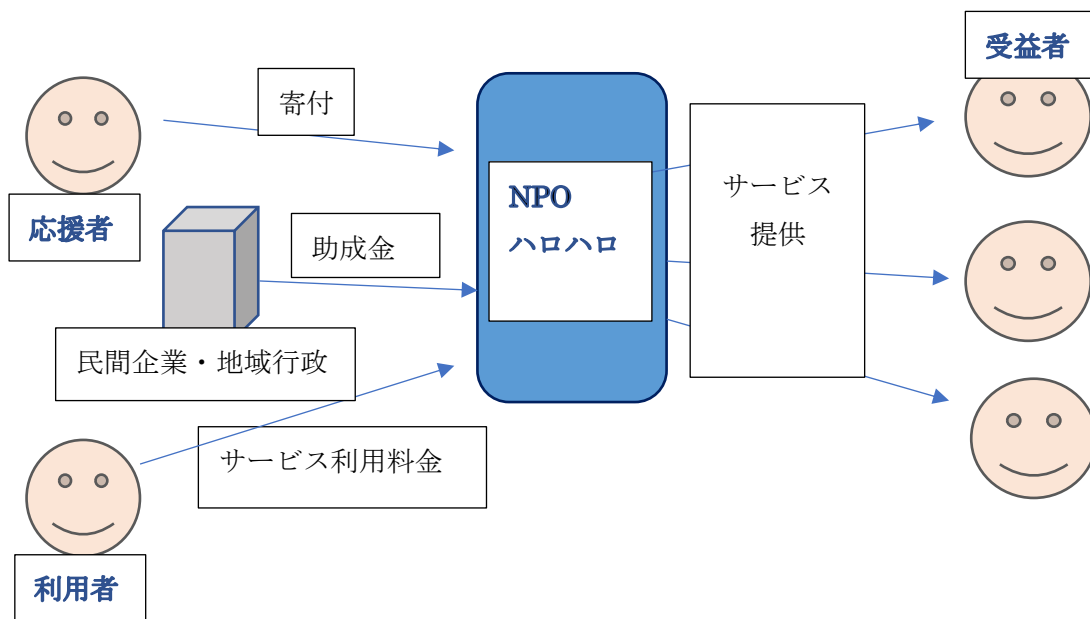 受益者
寄付
応援者
NPO
ハロハロ
サービス
提供
助成金
民間企業・地域行政
サービス利用料金
利用者